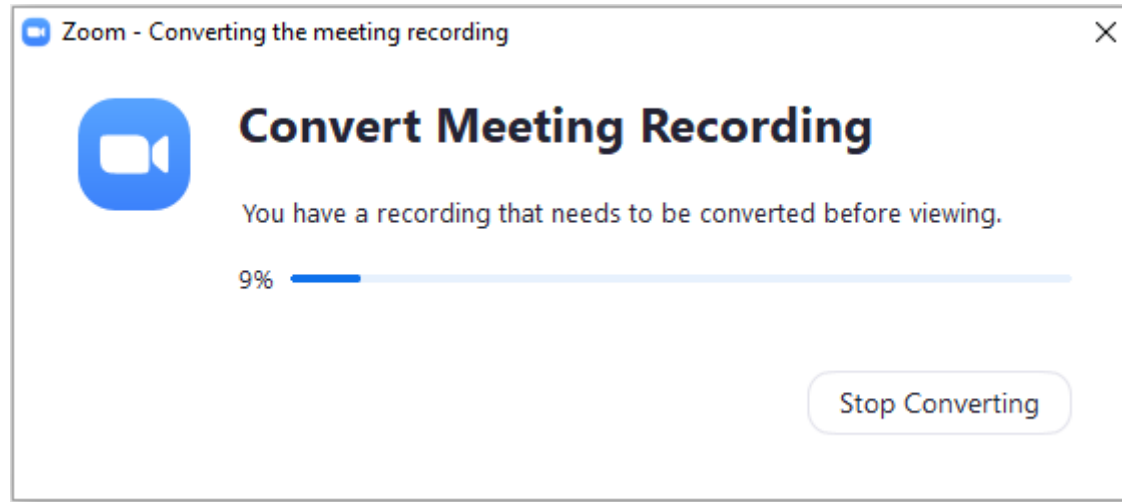 Zoom - Converting the meeting recording
Convert Meeting Recording
You have a recording that needs to be converted before viewing.
9%
Stop Converting